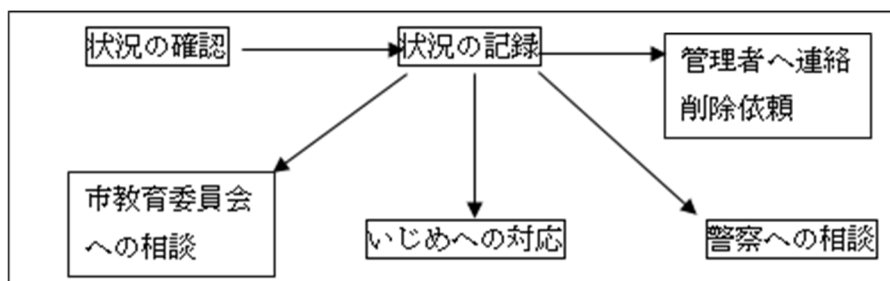 状況の確認
状況の記録
管理者へ連絡
削除依頼
市教育委員会
への相談
いじめへの対応
警察への相談